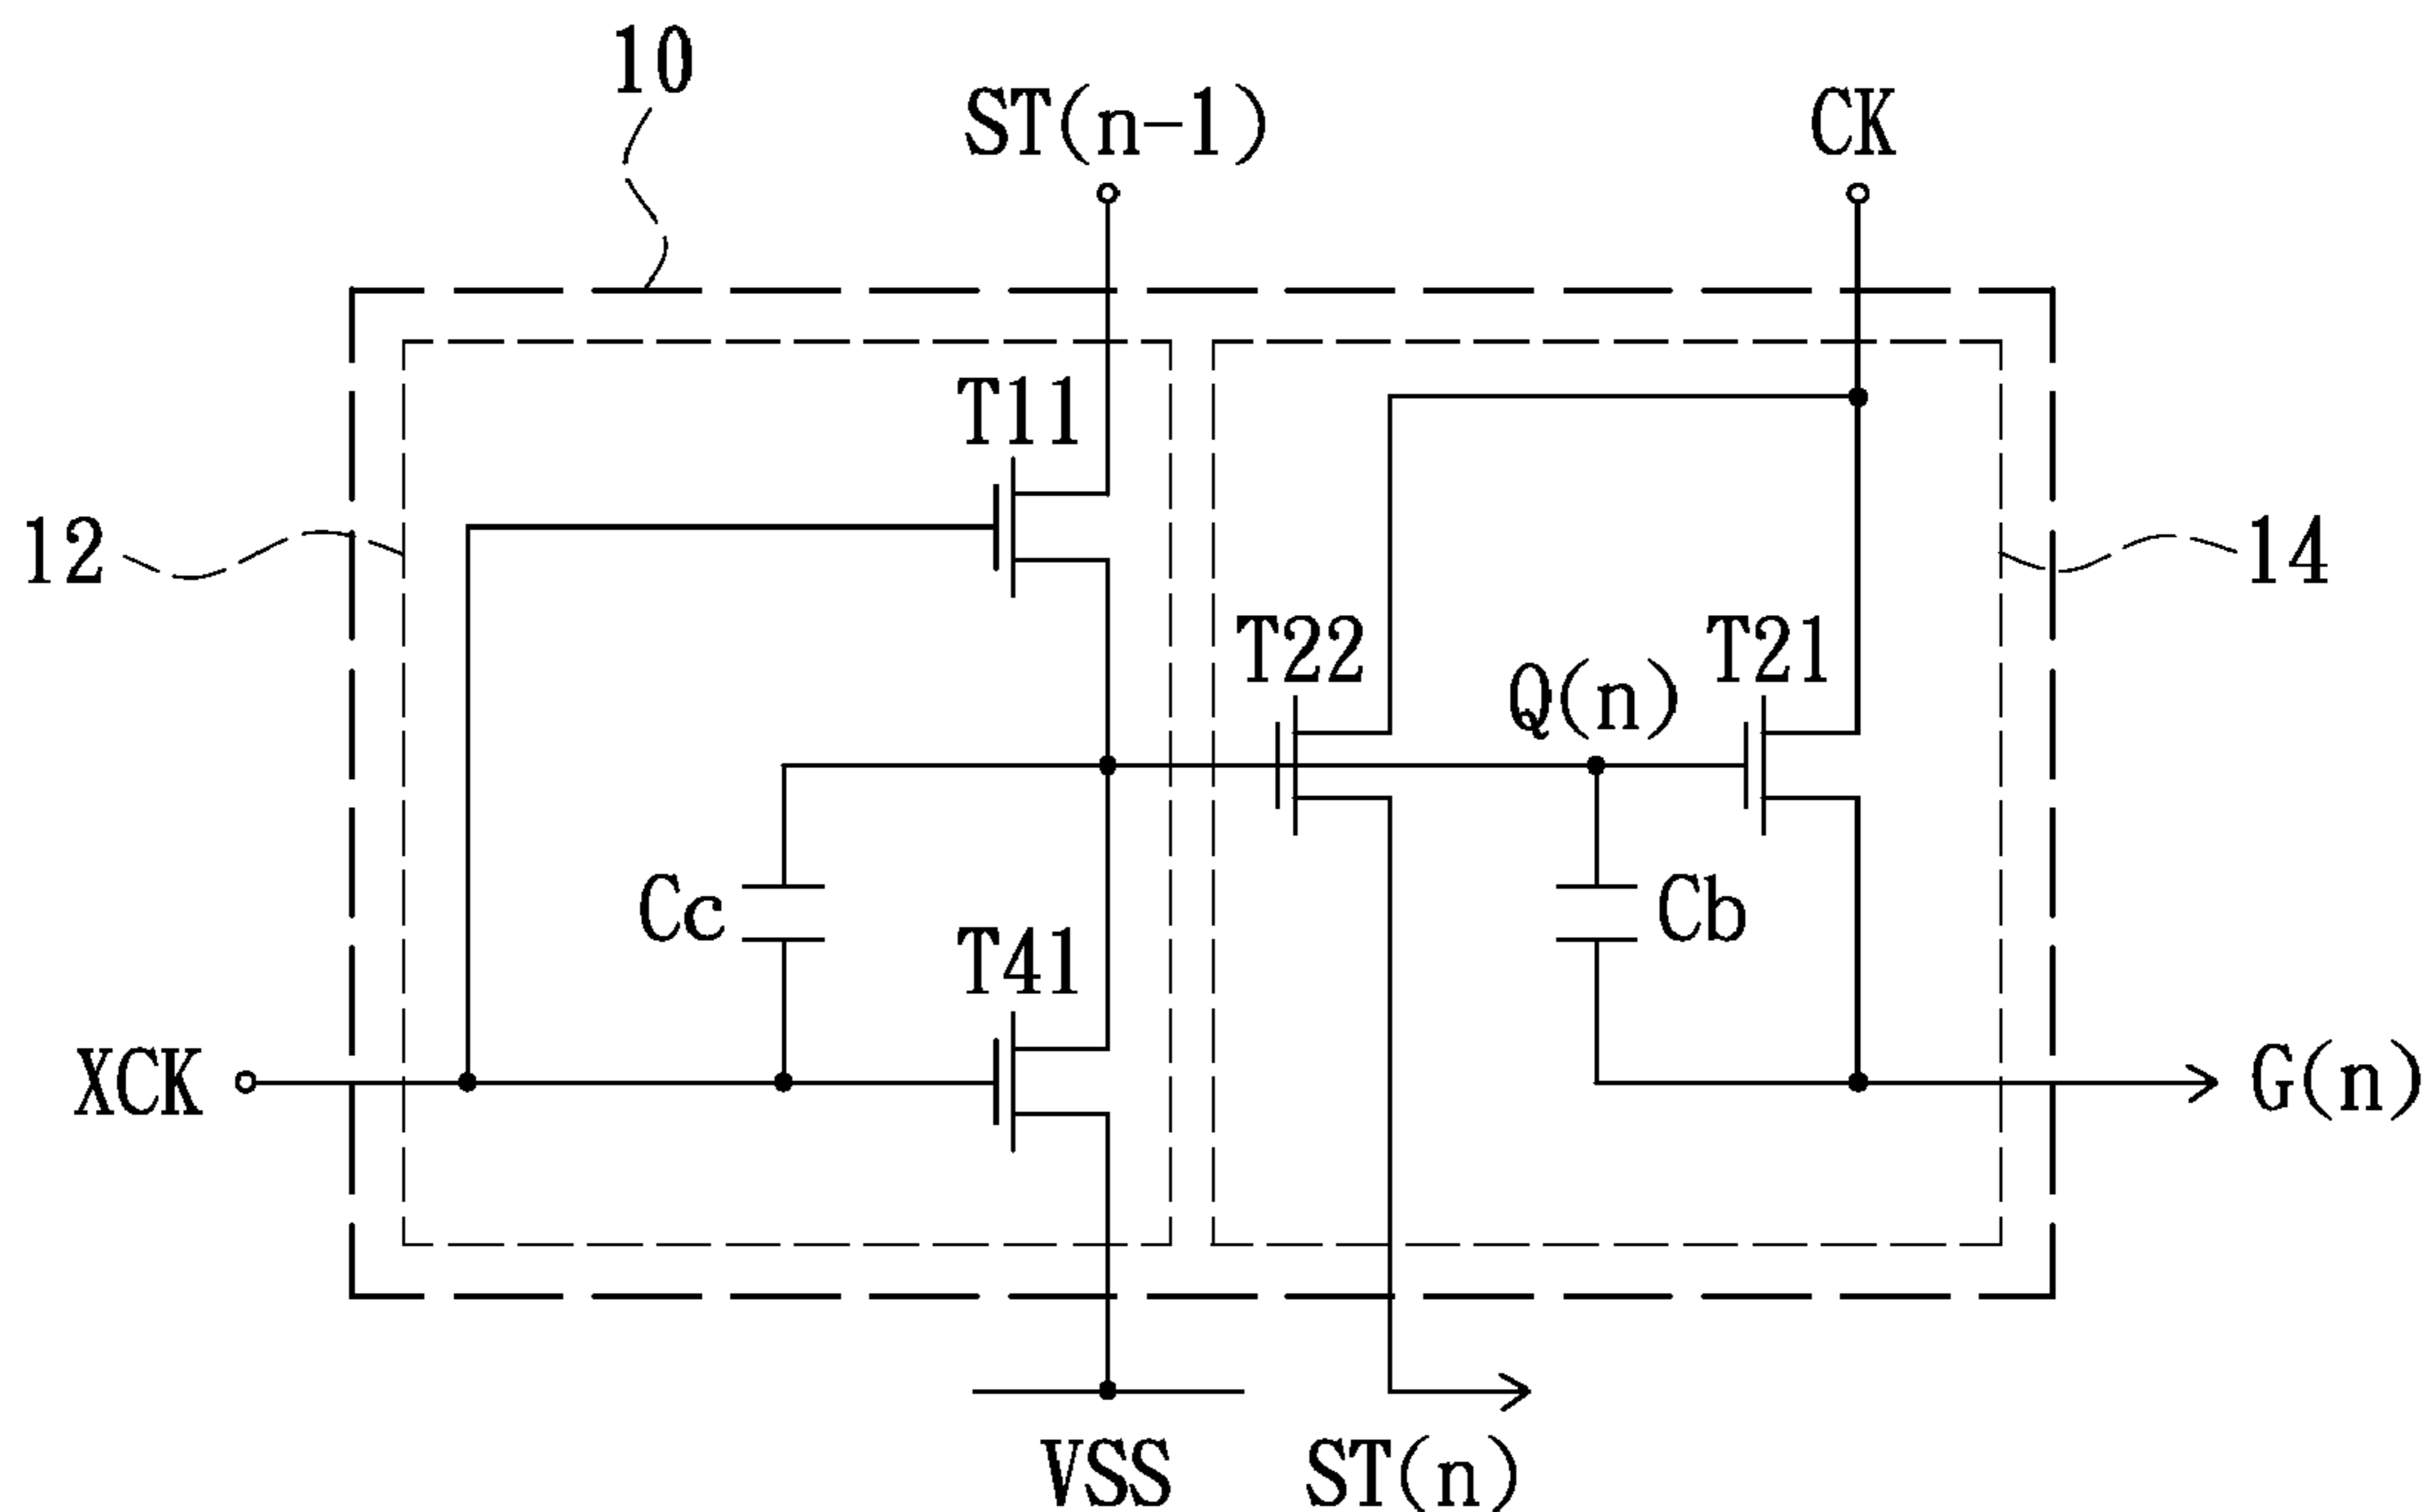 10
ST(n-1)
CK
T11
12
14
T22
Q(n)
T21
Cc
Cb
T41
XCK
G(n)
VSS
ST(n)